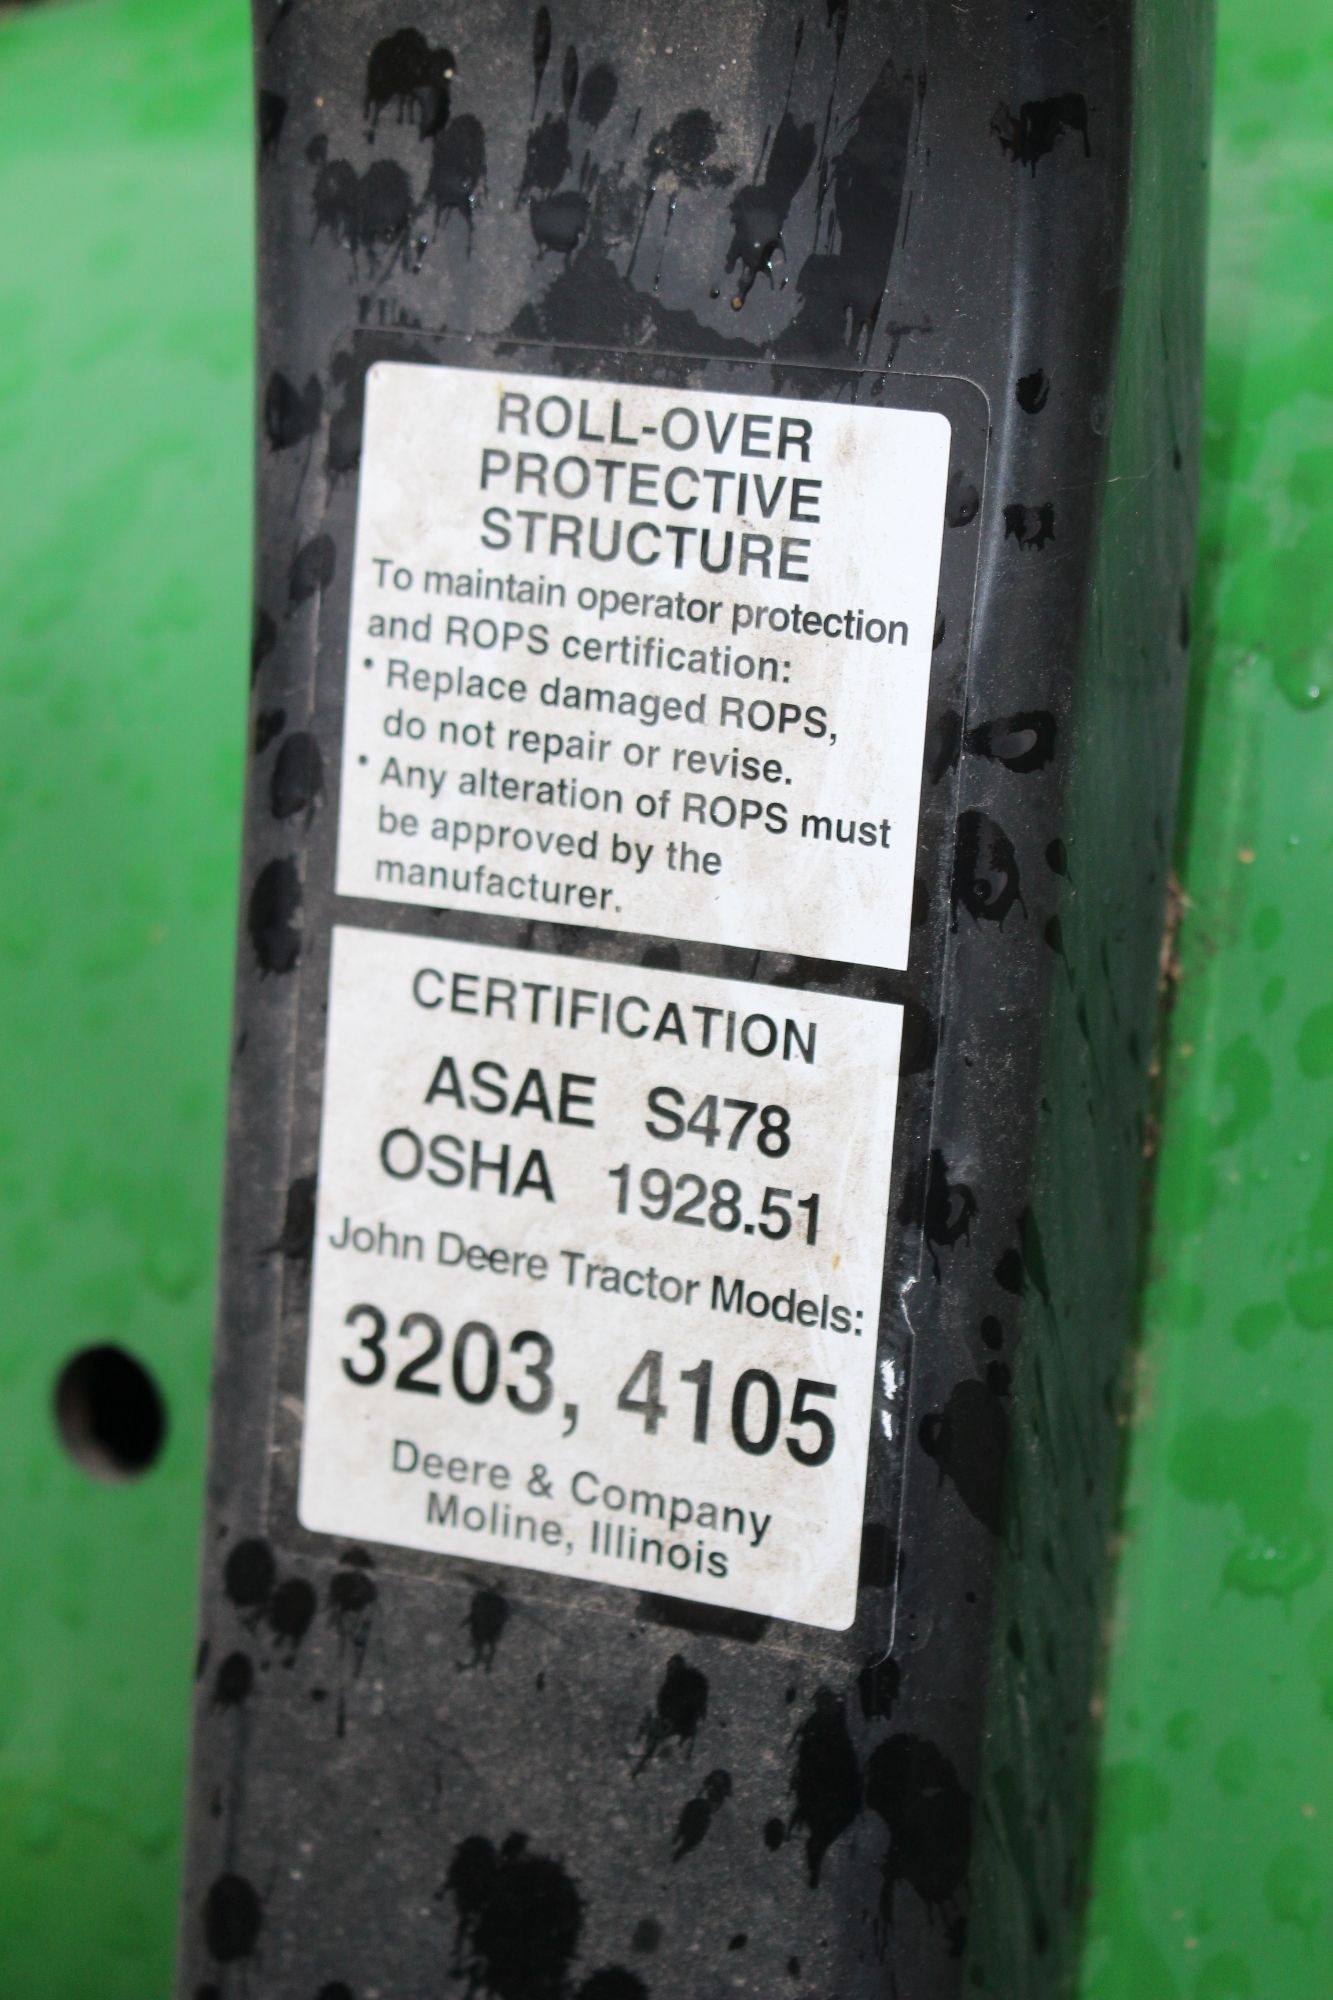 ROLL-OVER
PROTECTIVE
STRUCTURE
To maintain operator protection
and ROPS certification:
• Replace damaged ROPS,
do not repair or revise.
• Any alteration of ROPS must
be approved by the
manufacturer.
CERTIFICATION
ASAE S478
OSHA 1928.51
John Deere Tractor Models:
3203, 4105
Deere & Company
Moline, Illinois